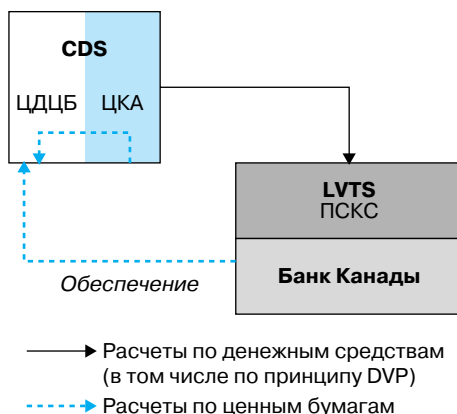 CDS
ЦДЦБ ЦКА
LVTS
ПСКС
Банк Канады
Обеспечение
Расчеты по денежным средствам
(в том числе по принципу DVP)
Расчеты по ценным бумагам